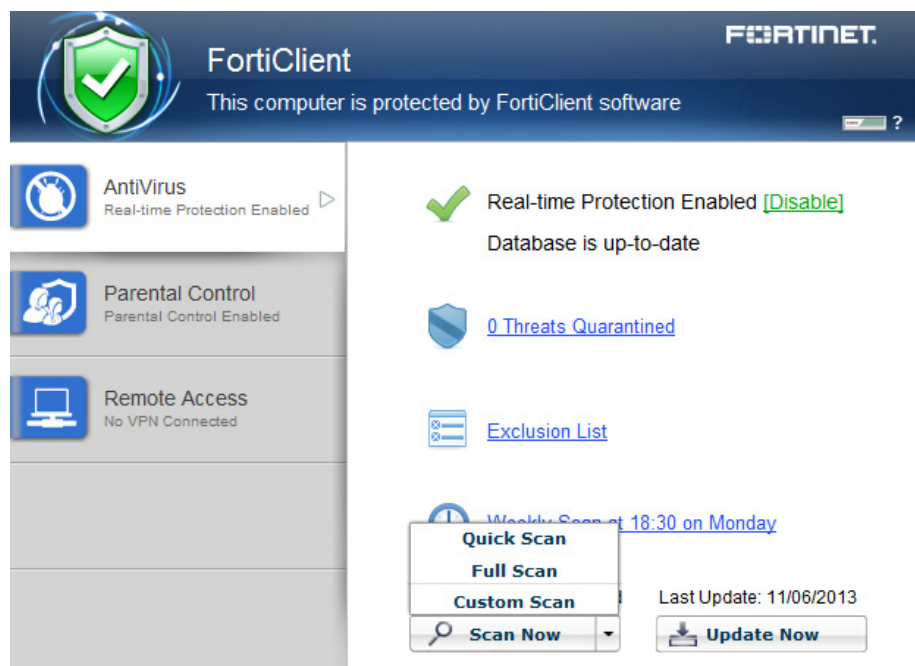 FORTINET
FortiClient
This computer is protected by FortiClient software
?
AntiVirus
Real-time Protection Enabled
Parental Control
Parental Control Enabled
Remote Access
No VPN Connected
Real-time Protection Enabled [Disable]
Database is up-to-date
0 Threats Quarantined
Exclusion List
Weekly Scan at 18:30 on Monday
Quick Scan
Full Scan
Custom Scan
Last Update: 11/06/2013
Scan Now
Update Now